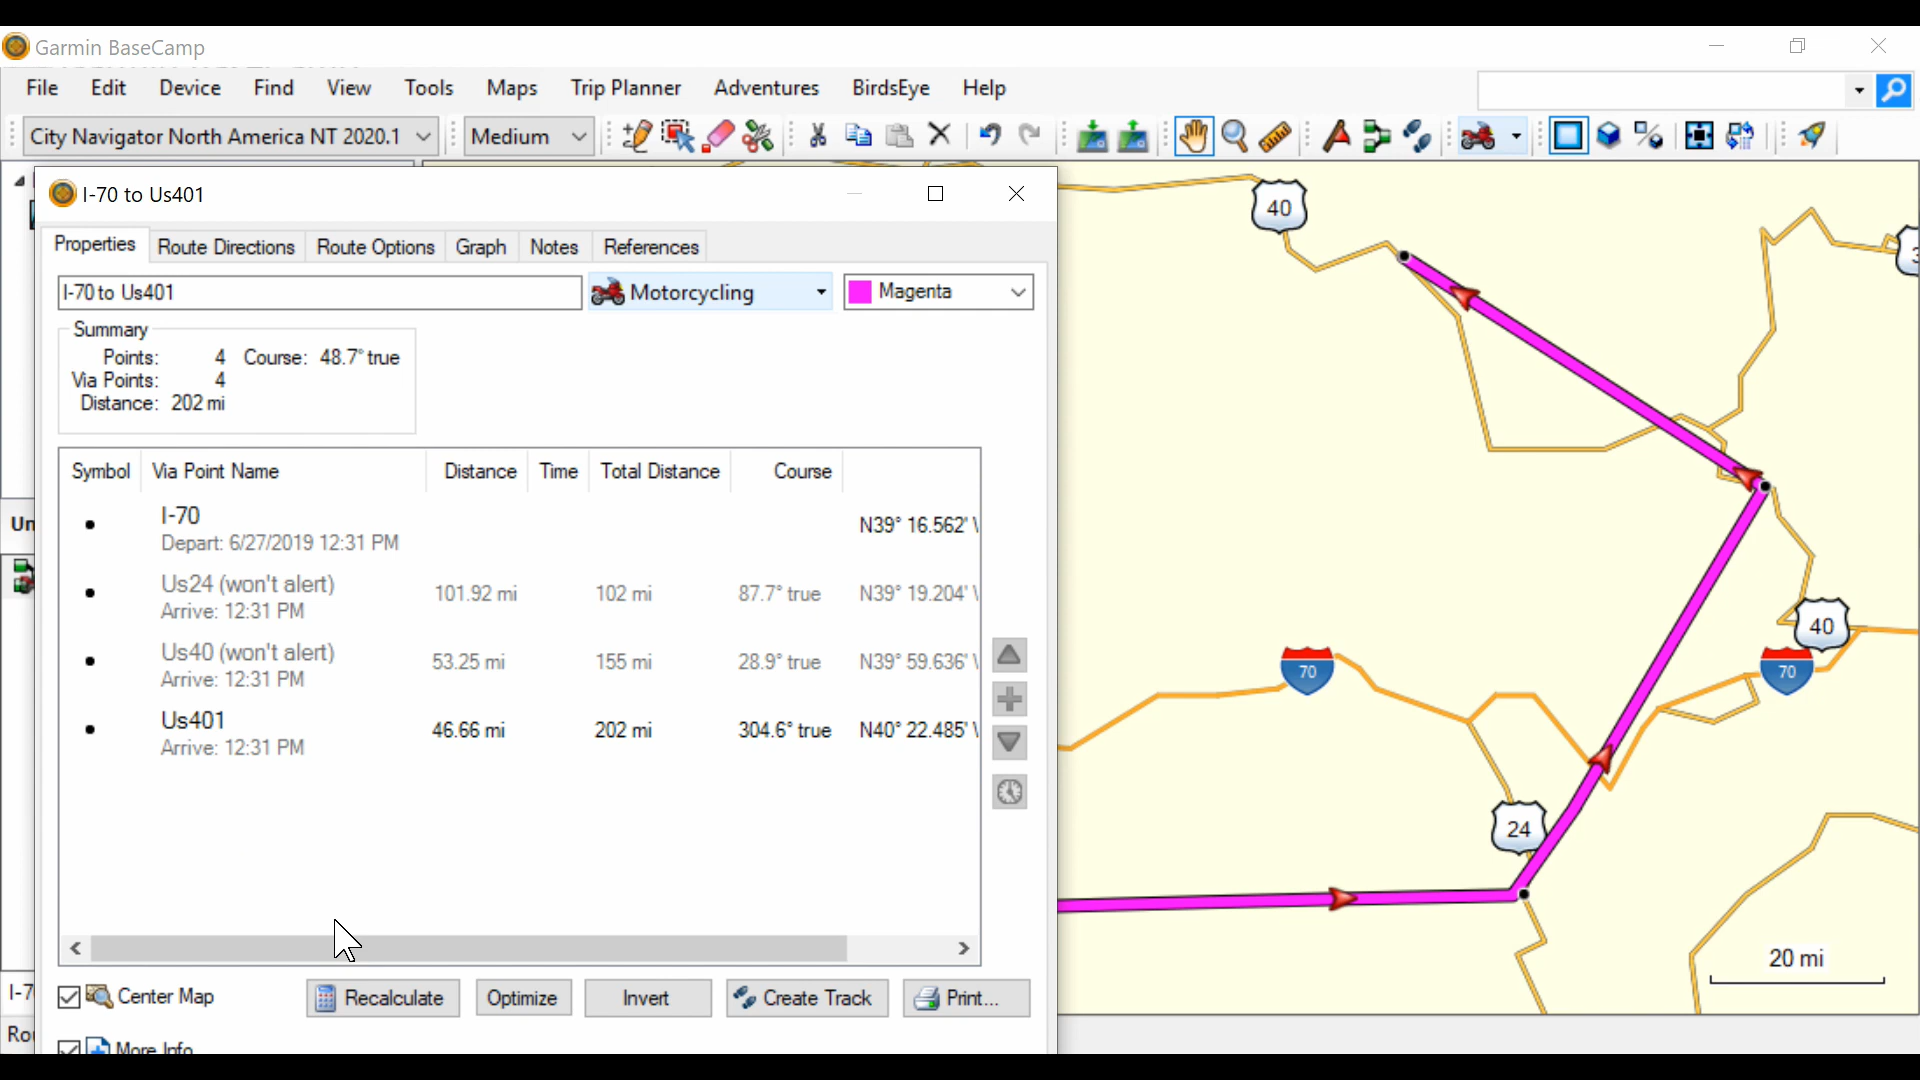 Garmin BaseCamp
File Edit Device Find View Tools Maps Trip Planner Adventures BirdsEye Help
City Navigator North America NT 2020.1 Medium
I-70 to Us401
Properties Route Directions Route Options Graph Notes References
I-70 to Us401 Motorcycling Magenta
Summary
Points: 4 Course: 48.7° true
Via Points: 4
Distance: 202 mi
Symbol Via Point Name Distance Time Total Distance Course
I-70 N39° 16.562'
Depart: 6/27/2019 12:31 PM
Us24 (won't alert) 101.92 mi 102 mi 87.7° true N39° 19.204'
Arrive: 12:31 PM
Us40 (won't alert) 53.25 mi 155 mi 28.9° true N39° 59.636'
Arrive: 12:31 PM
Us401 46.66 mi 202 mi 304.6° true N40° 22.485'
Arrive: 12:31 PM
Center Map Recalculate Optimize Invert Create Track Print...
More Info
Un
I-7
Rou
40
3
40
70
70
24
20 mi